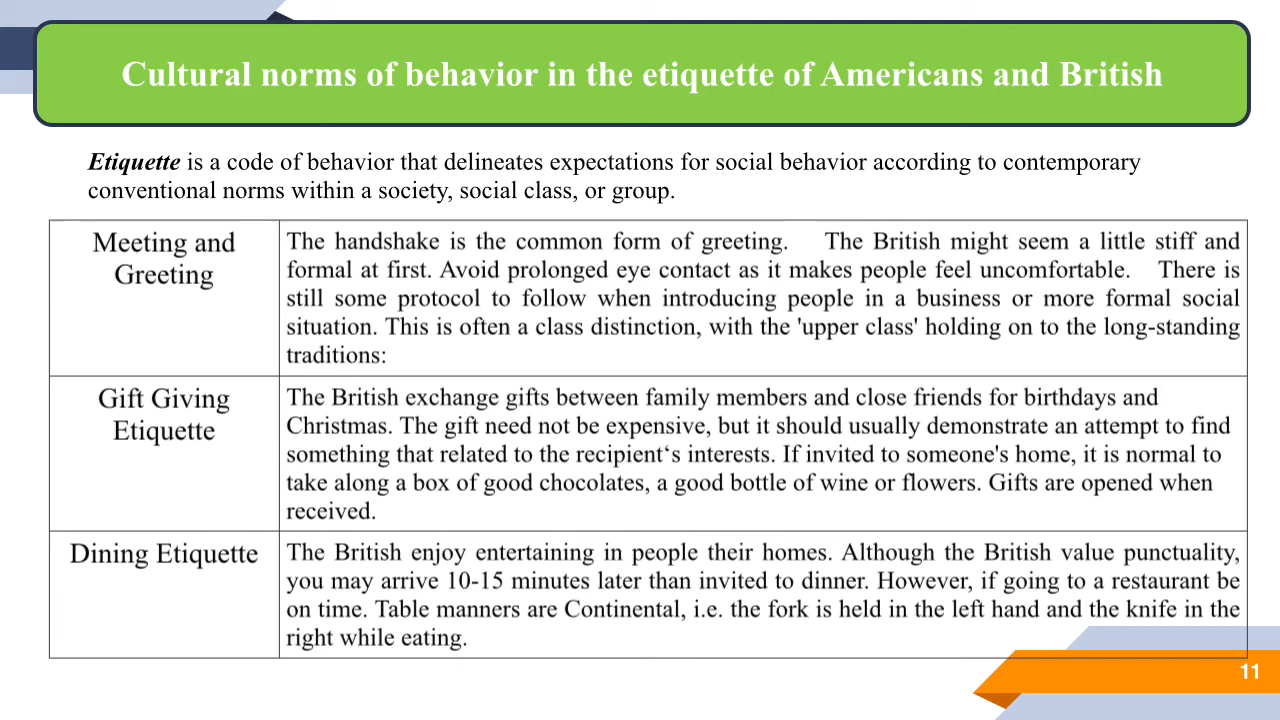 Cultural norms of behavior in the etiquette of Americans and British
Etiquette is a code of behavior that delineates expectations for social behavior according to contemporary
conventional norms within a society, social class, or group.
Meeting and
Greeting
The handshake is the common form of greeting. The British might seem a little stiff and
formal at first. Avoid prolonged eye contact as it makes people feel uncomfortable. There is
still some protocol to follow when introducing people in a business or more formal social
situation. This is often a class distinction, with the 'upper class' holding on to the long-standing
traditions:
Gift Giving
Etiquette
The British exchange gifts between family members and close friends for birthdays and
Christmas. The gift need not be expensive, but it should usually demonstrate an attempt to find
something that related to the recipient‘s interests. If invited to someone's home, it is normal to
take along a box of good chocolates, a good bottle of wine or flowers. Gifts are opened when
received.
Dining Etiquette
The British enjoy entertaining in people their homes. Although the British value punctuality,
you may arrive 10-15 minutes later than invited to dinner. However, if going to a restaurant be
on time. Table manners are Continental, i.e. the fork is held in the left hand and the knife in the
right while eating.
11